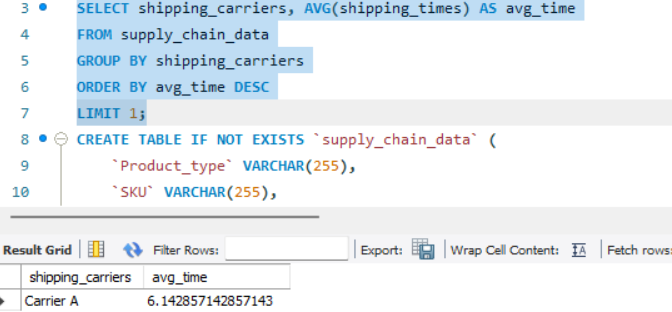 3 SELECT shipping_carriers, AVG(shipping_times) AS avg_time
4 FROM supply_chain_data
5 GROUP BY shipping_carriers
6 ORDER BY avg_time DESC
7 LIMIT 1;
8 CREATE TABLE IF NOT EXISTS `supply_chain_data` (
9 `Product_type` VARCHAR(255),
10 `SKU` VARCHAR(255),
Result Grid Filter Rows: Export: Wrap Cell Content: Fetch rows:
shipping_carriers avg_time
Carrier A 6.142857142857143